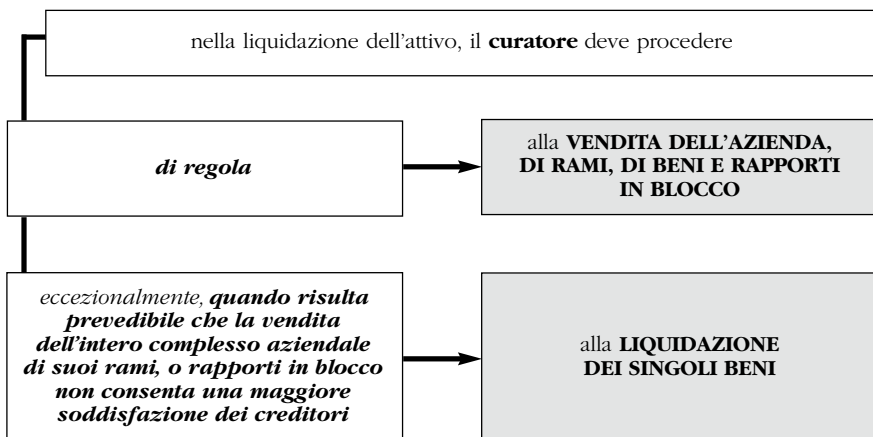 nella liquidazione dell'attivo, il curatore deve procedere
di regola
alla VENDITA DELL'AZIENDA,
DI RAMI, DI BENI E RAPPORTI
IN BLOCCO
eccezionalmente, quando risulta
prevedibile che la vendita
dell'intero complesso aziendale
di suoi rami, o rapporti in blocco
non consenta una maggiore
soddisfazione dei creditori
alla LIQUIDAZIONE
DEI SINGOLI BENI